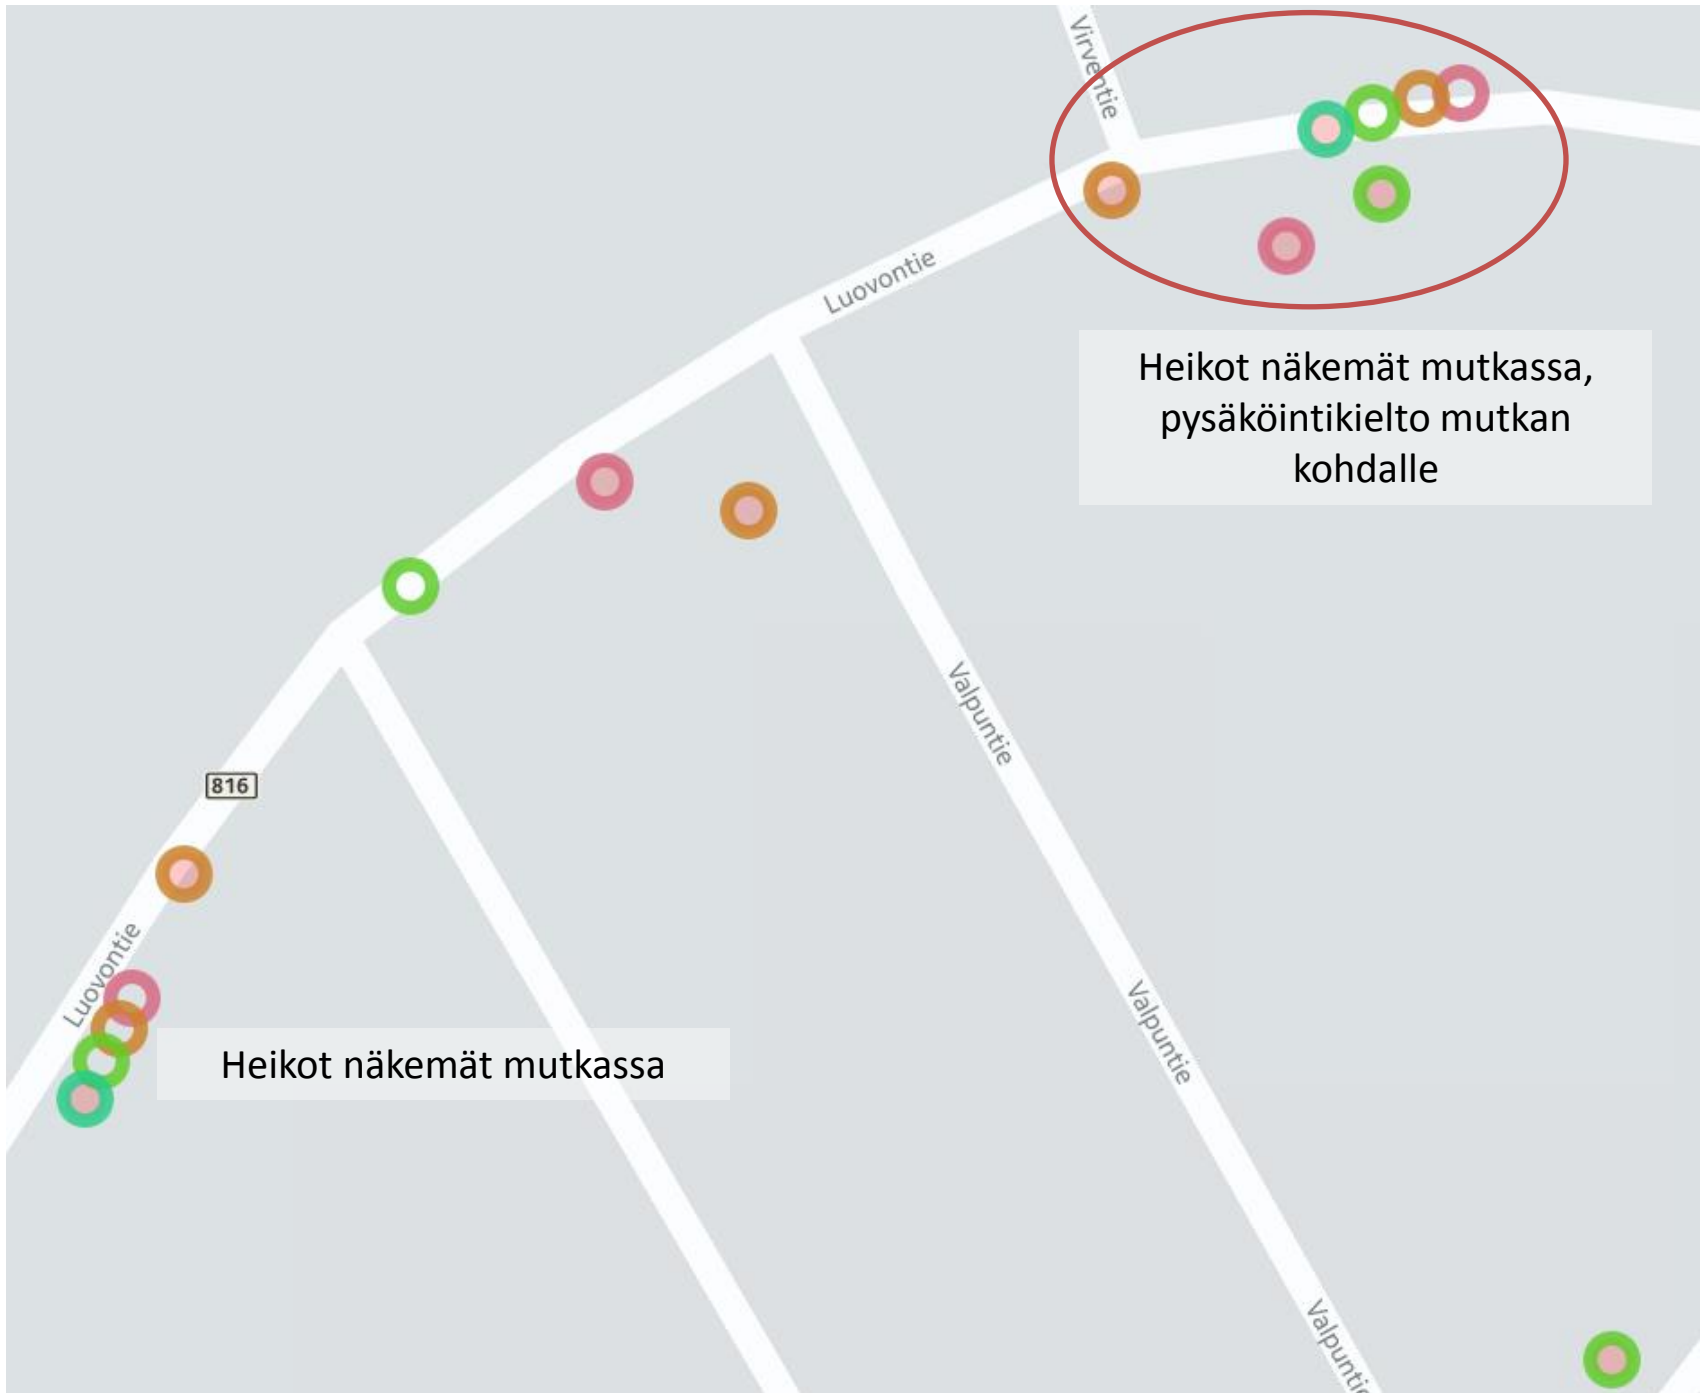 Virventie
Luovontie
Heikot näkemät mutkassa,
pysäköintikielto mutkan
kohdalle
Valpuntie
816
Luovontie
Valpuntie
Heikot näkemät mutkassa
Valpuntie